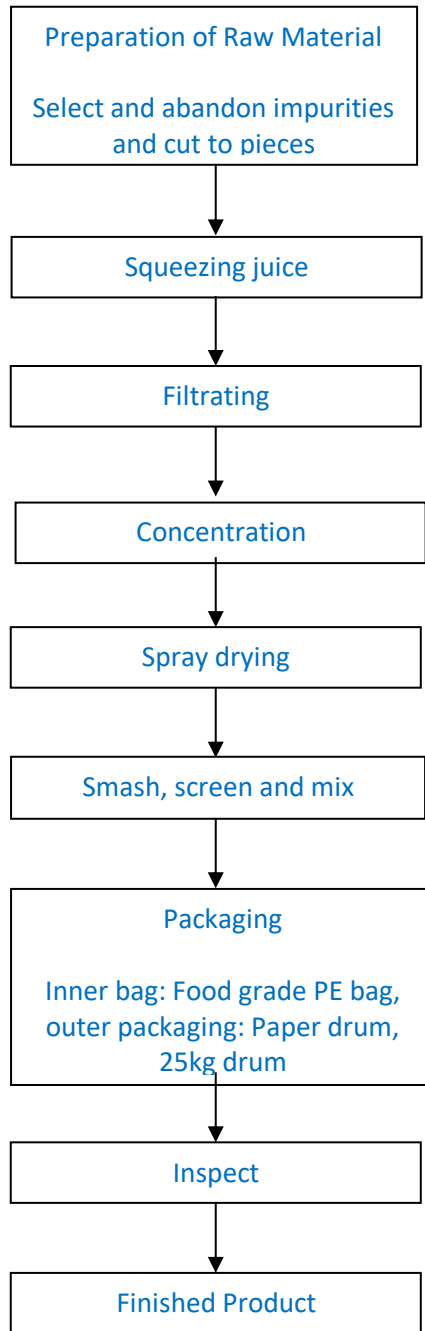 Preparation of Raw Material
Select and abandon impurities
and cut to pieces
Squeezing juice
Filtrating
Concentration
Spray drying
Smash, screen and mix
Packaging
Inner bag: Food grade PE bag,
outer packaging: Paper drum,
25kg drum
Inspect
Finished Product